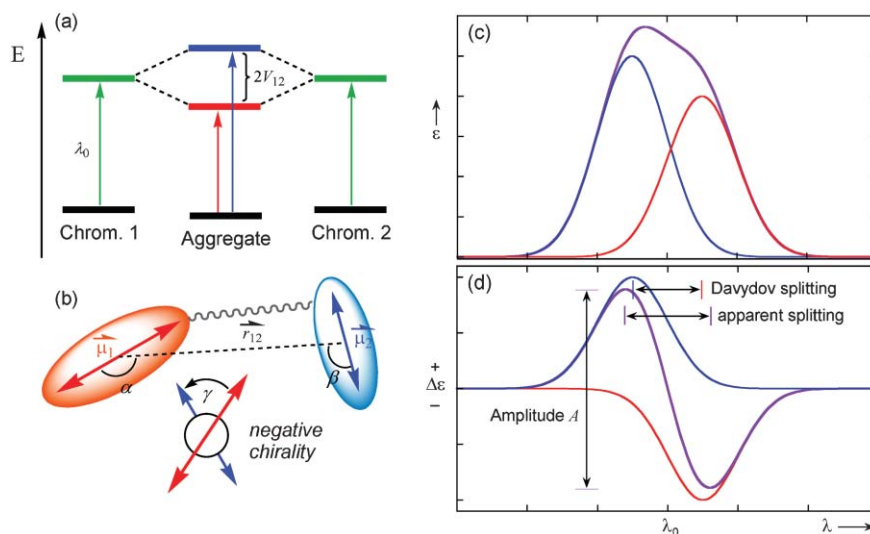 (a)
E
2V12
λ0
Chrom. 1
Aggregate
Chrom. 2
(b)
μ1
r12
μ2
α
β
γ
negative
chirality
(c)
ε
(d)
Davydov splitting
apparent splitting
+
Δε
−
Amplitude A
λ0
λ